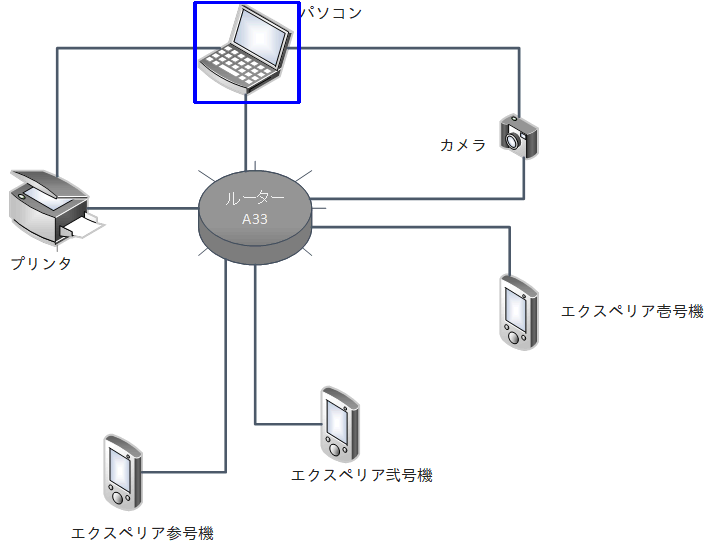 パソコン
カメラ
ルーター
A33
プリンタ
エクスペリア壱号機
エクスペリア弐号機
エクスペリア参号機